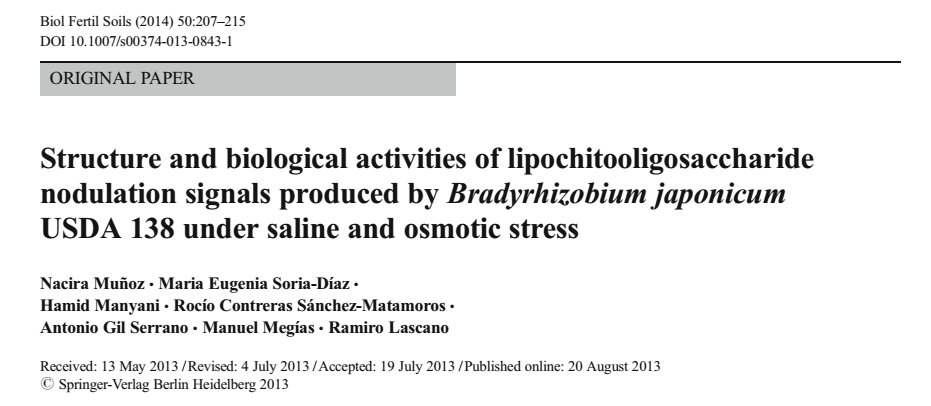 Biol Fertil Soils (2014) 50:207–215
DOI 10.1007/s00374-013-0843-1
ORIGINAL PAPER
Structure and biological activities of lipochitooligosaccharide
nodulation signals produced by Bradyrhizobium japonicum
USDA 138 under saline and osmotic stress
Nacira Muñoz · Maria Eugenia Soria-Díaz ·
Hamid Manyani · Rocío Contreras Sánchez-Matamoros ·
Antonio Gil Serrano · Manuel Megías · Ramiro Lascano
Received: 13 May 2013 / Revised: 4 July 2013 / Accepted: 19 July 2013 / Published online: 20 August 2013
© Springer-Verlag Berlin Heidelberg 2013